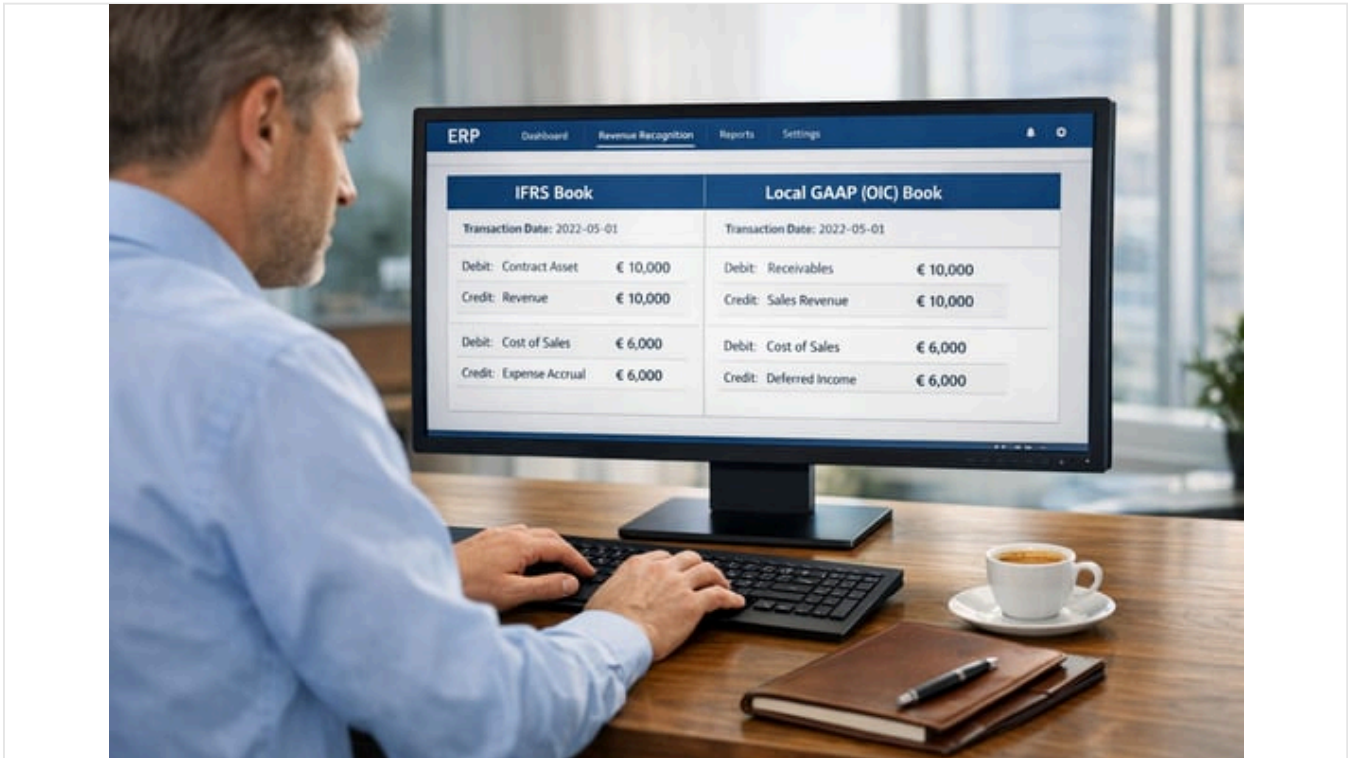 ERP Dashboard Revenue Recognition Reports Settings
IFRS Book Local GAAP (OIC) Book
Transaction Date: 2022-05-01 Transaction Date: 2022-05-01
Debit: Contract Asset € 10,000 Debit: Receivables € 10,000
Credit: Revenue € 10,000 Credit: Sales Revenue € 10,000
Debit: Cost of Sales € 6,000 Debit: Cost of Sales € 6,000
Credit: Expense Accrual € 6,000 Credit: Deferred Income € 6,000